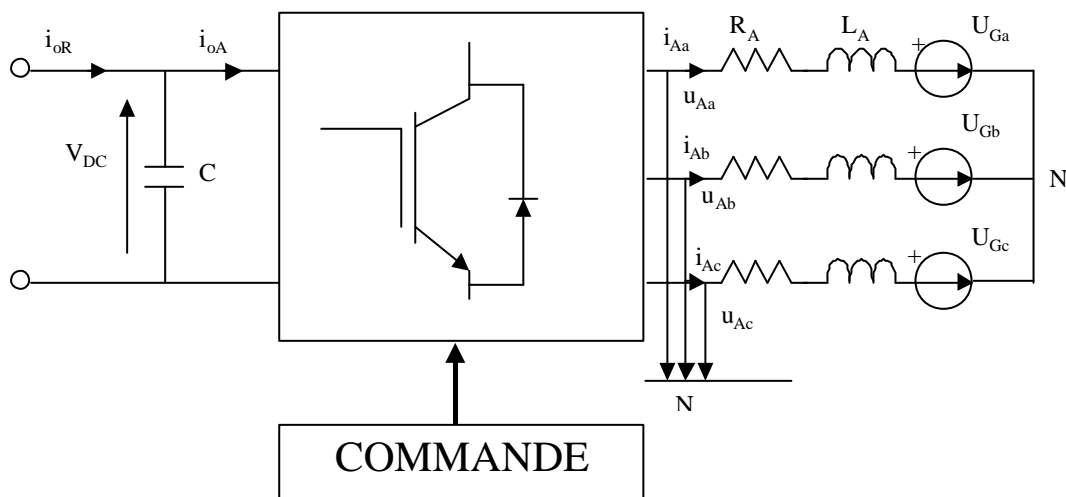 i_oR
i_oA
V_DC
C
i_Aa
R_A
L_A
+
U_Ga
u_Aa
i_Ab
+
U_Gb
u_Ab
N
i_Ac
+
U_Gc
u_Ac
N
COMMANDE